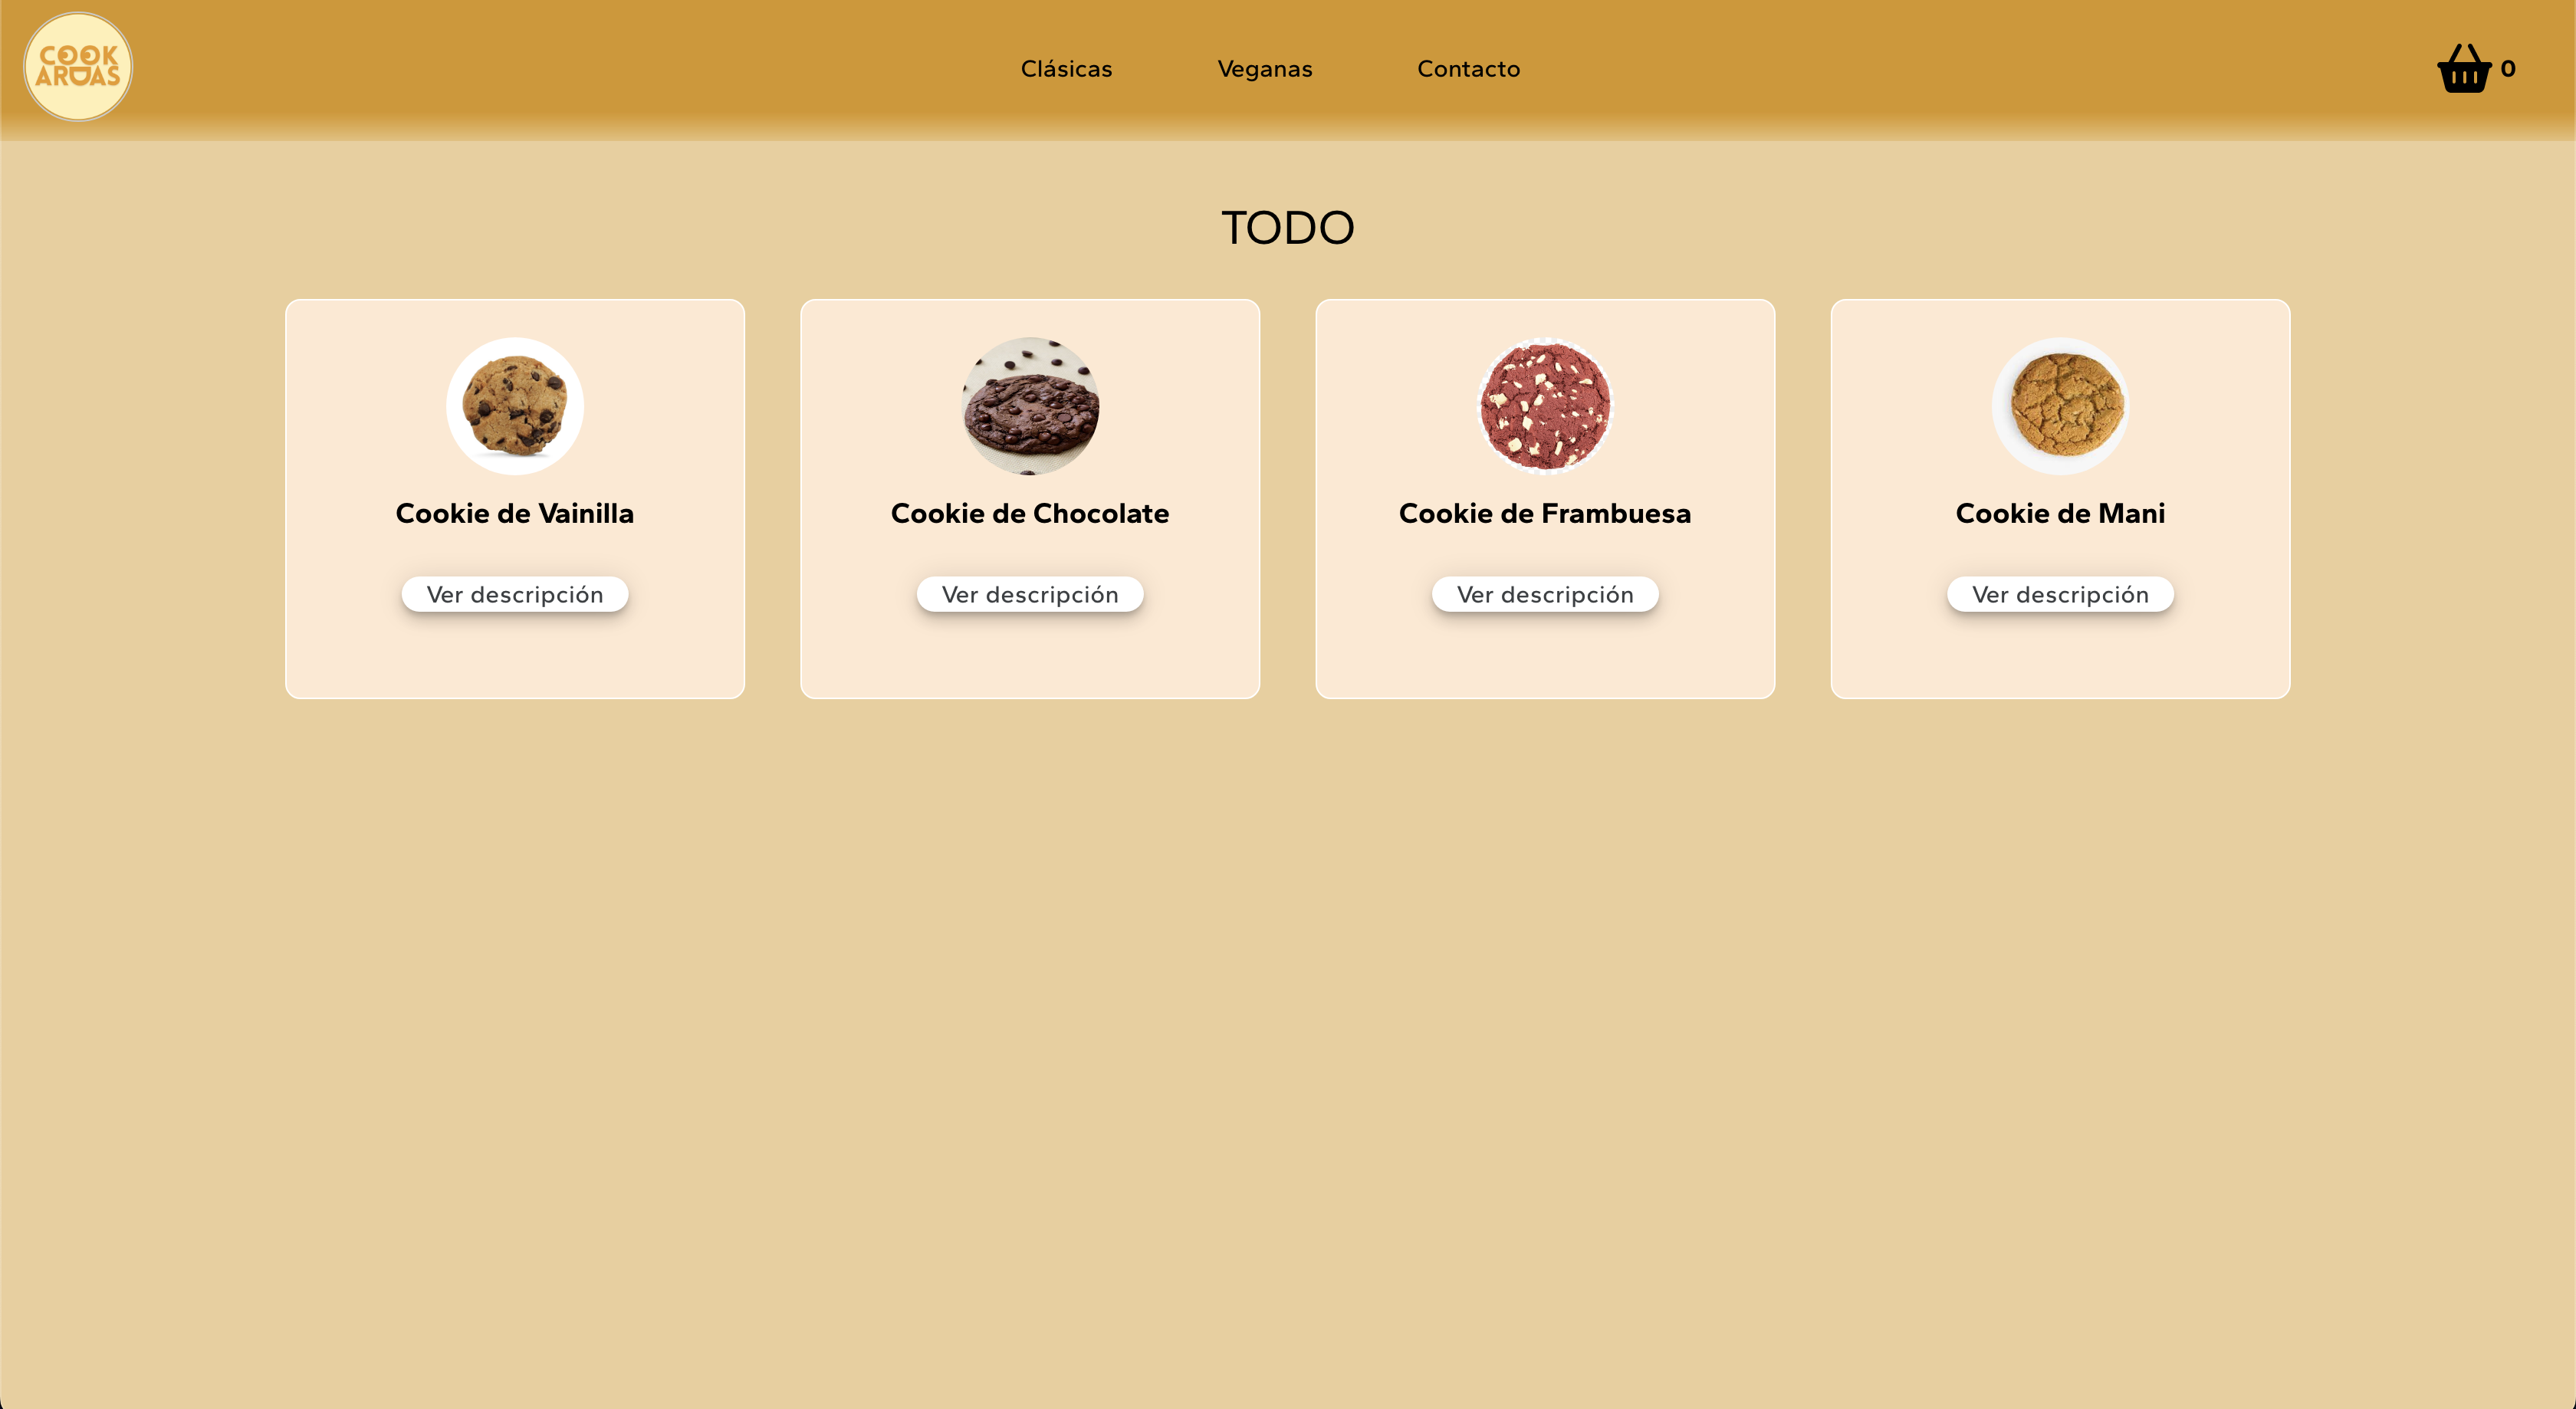 COOK
ARDAS
Clásicas
Veganas
Contacto
0
TODO
Cookie de Vainilla
Cookie de Chocolate
Cookie de Frambuesa
Cookie de Mani
Ver descripción
Ver descripción
Ver descripción
Ver descripción